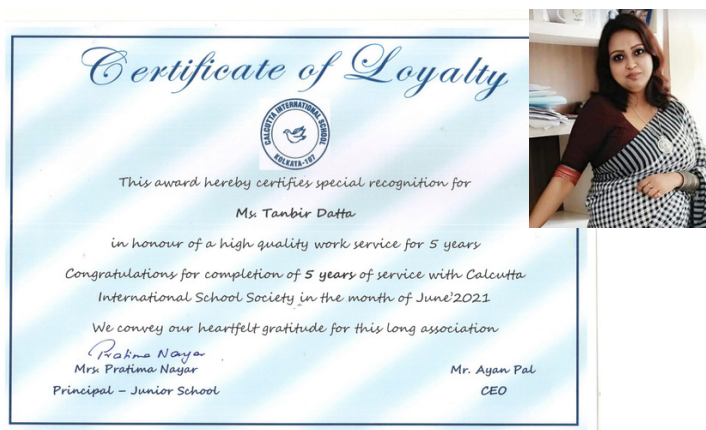 Certificate of Loyalty
CALCUTTA INTERNATIONAL SCHOOL
KOLKATA-107
This award hereby certifies special recognition for
Ms. Tanbir Datta
in honour of a high quality work service for 5 years
Congratulations for completion of 5 years of service with Calcutta
International School Society in the month of June'2021
We convey our heartfelt gratitude for this long association
Pratima Nayar
Mrs. Pratima Nayar
Mr. Ayan Pal
Principal – Junior School
CEO